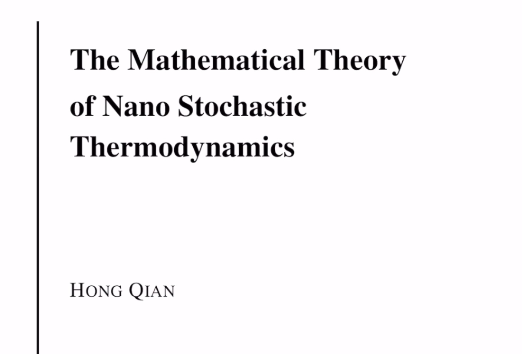 The Mathematical Theory
of Nano Stochastic
Thermodynamics
HONG QIAN